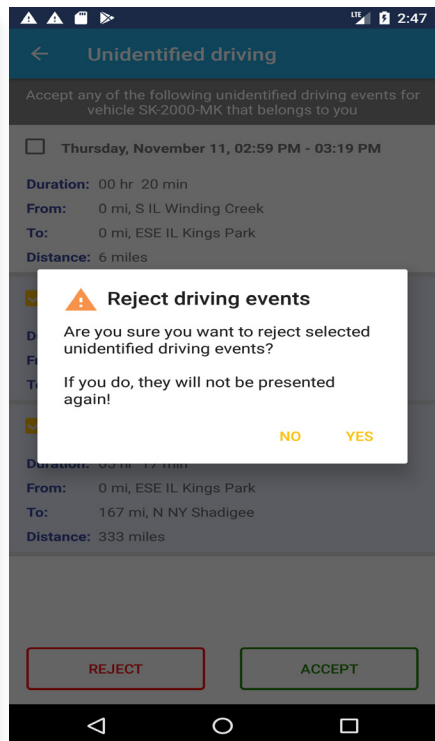 LTE 2:47
Unidentified driving
Accept any of the following unidentified driving events for
vehicle SK-2000-MK that belongs to you
Thursday, November 11, 02:59 PM - 03:19 PM
Duration: 00 hr 20 min
From: 0 mi, S IL Winding Creek
To: 0 mi, ESE IL Kings Park
Distance: 6 miles
Reject driving events
Are you sure you want to reject selected
unidentified driving events?
If you do, they will not be presented
again!
NO YES
From: 0 mi, ESE IL Kings Park
To: 167 mi, N NY Shadigee
Distance: 333 miles
REJECT ACCEPT